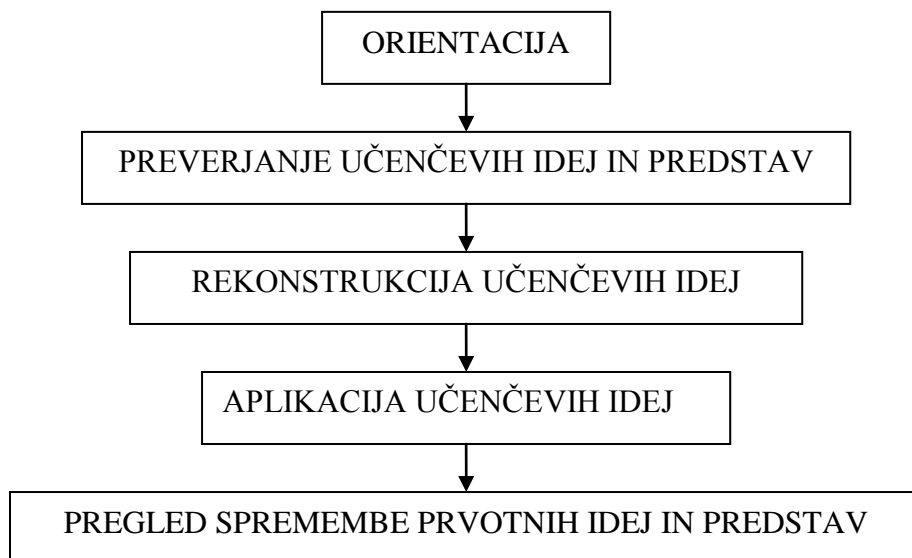 ORIENTACIJA
PREVERJANJE UČENČEVIH IDEJ IN PREDSTAV
REKONSTRUKCIJA UČENČEVIH IDEJ
APLIKACIJA UČENČEVIH IDEJ
PREGLED SPREMEMBE PRVOTNIH IDEJ IN PREDSTAV